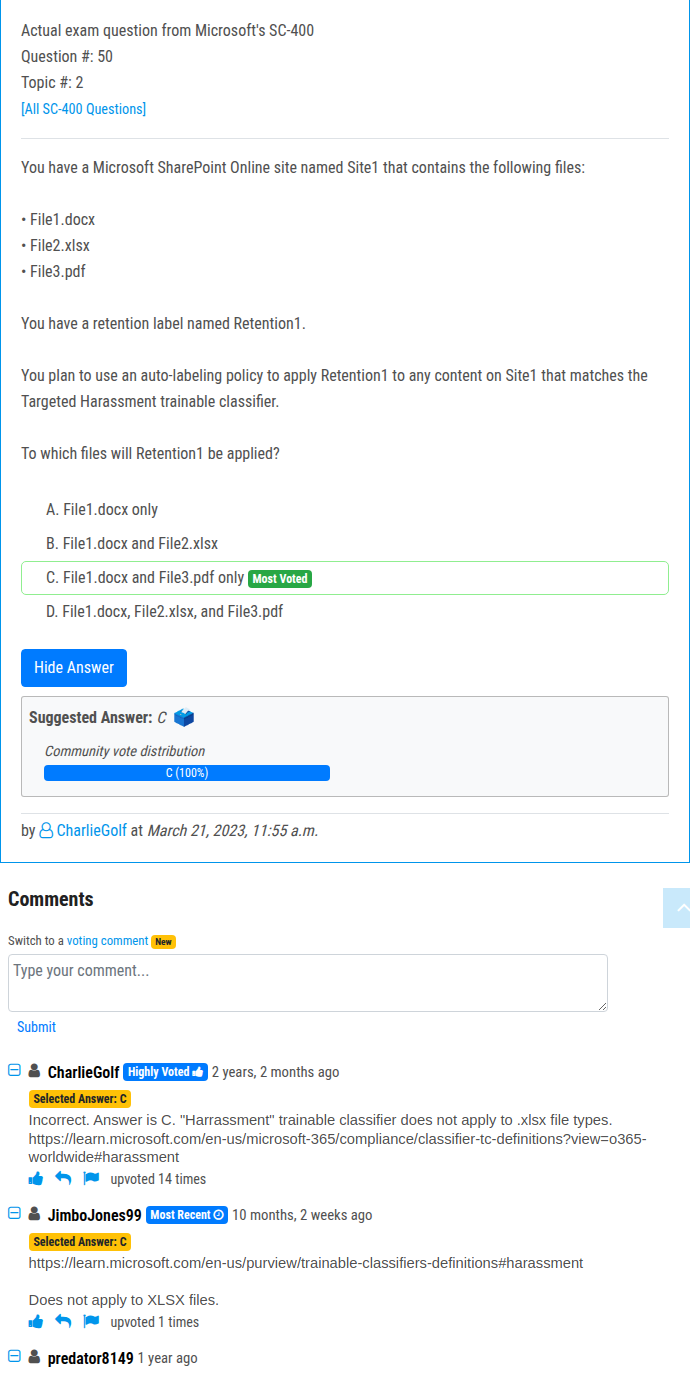 Actual exam question from Microsoft's SC-400
Question #: 50
Topic #: 2
[All SC-400 Questions]
You have a Microsoft SharePoint Online site named Site1 that contains the following files:
• File1.docx
• File2.xlsx
• File3.pdf
You have a retention label named Retention1.
You plan to use an auto-labeling policy to apply Retention1 to any content on Site1 that matches the
Targeted Harassment trainable classifier.
To which files will Retention1 be applied?
A. File1.docx only
B. File1.docx and File2.xlsx
C. File1.docx and File3.pdf only Most Voted
D. File1.docx, File2.xlsx, and File3.pdf
Hide Answer
Suggested Answer: C
Community vote distribution
C (100%)
by CharlieGolf at March 21, 2023, 11:55 a.m.
Comments
Switch to a voting comment New
Type your comment...
Submit
CharlieGolf Highly Voted 2 years, 2 months ago
Selected Answer: C
Incorrect. Answer is C. "Harrassment" trainable classifier does not apply to .xlsx file types.
https://learn.microsoft.com/en-us/microsoft-365/compliance/classifier-tc-definitions?view=o365-
worldwide#harassment
upvoted 14 times
JimboJones99 Most Recent 10 months, 2 weeks ago
Selected Answer: C
https://learn.microsoft.com/en-us/purview/trainable-classifiers-definitions#harassment
Does not apply to XLSX files.
upvoted 1 times
predator8149 1 year ago